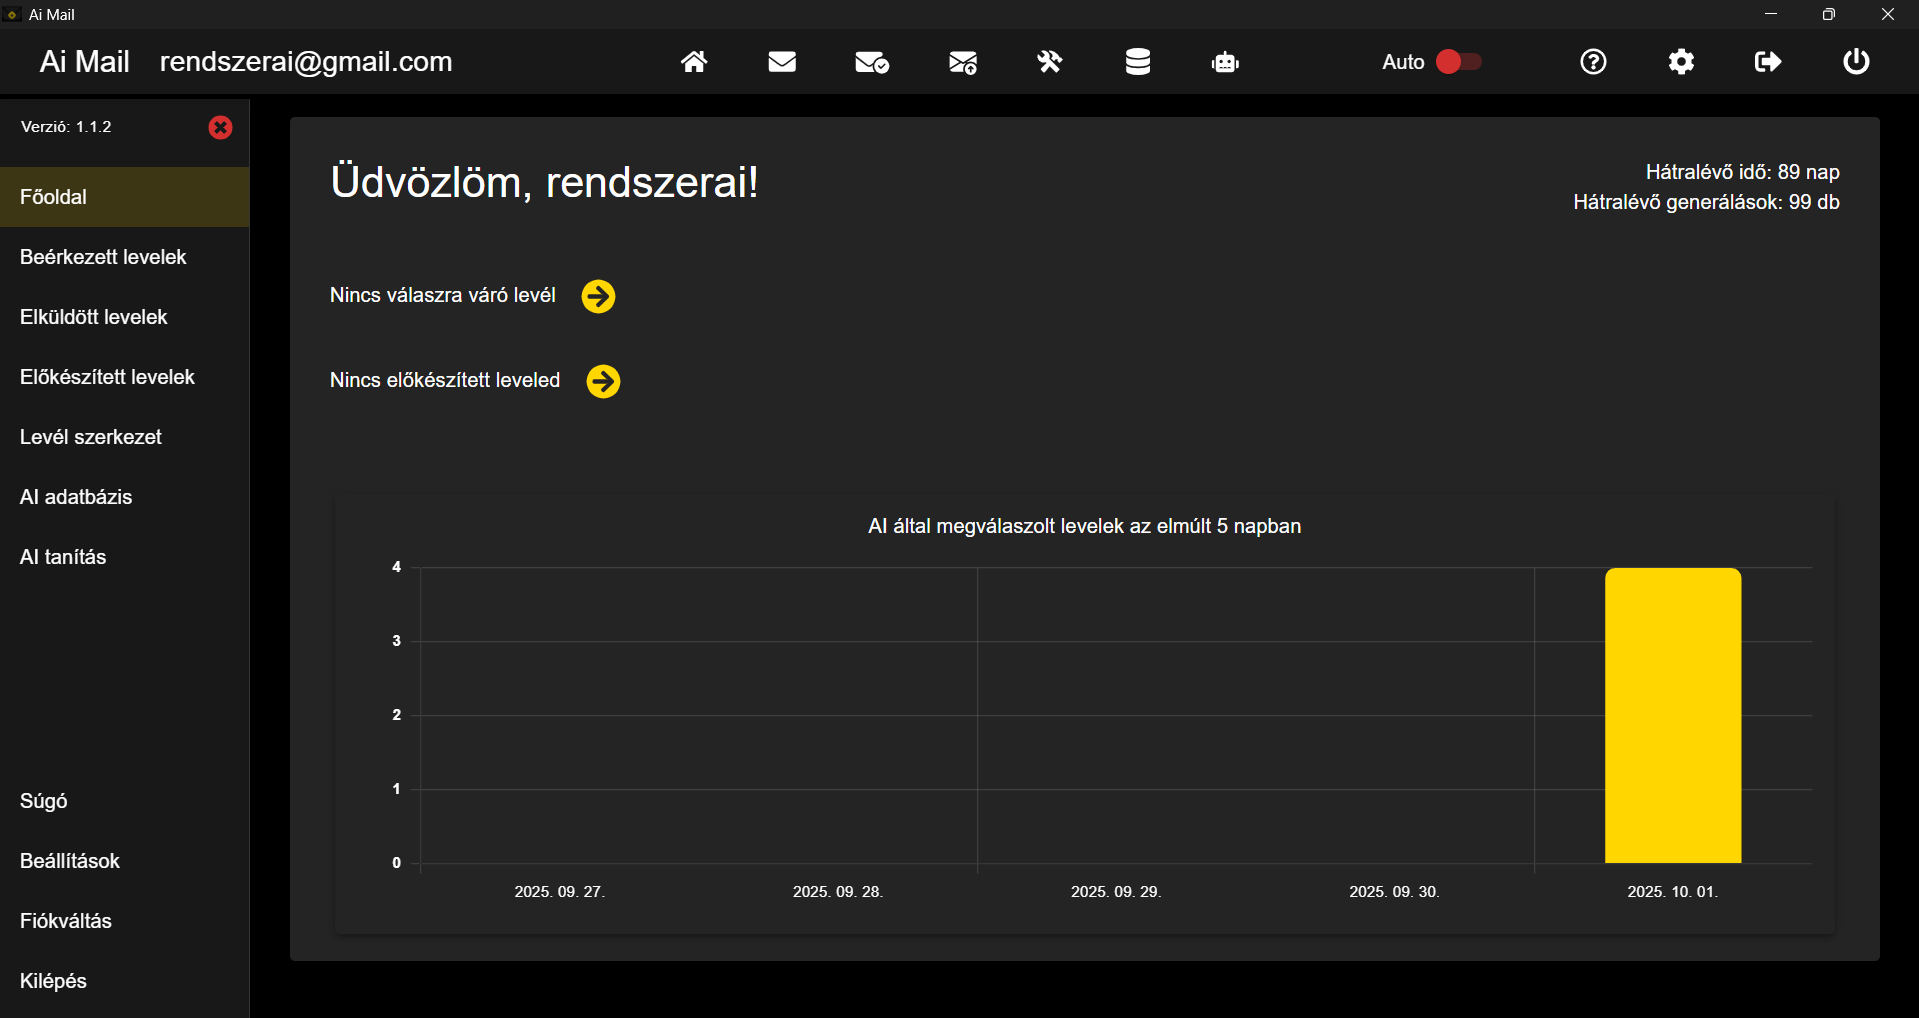 Ai Mail
Ai Mail rendszerai@gmail.com Auto
Verzió: 1.1.2
Főoldal
Beérkezett levelek
Elküldött levelek
Előkészített levelek
Levél szerkezet
AI adatbázis
AI tanítás
Súgó
Beállítások
Fiókváltás
Kilépés
Üdvözlöm, rendszerai!
Hátralévő idő: 89 nap
Hátralévő generálások: 99 db
Nincs válaszra váró levél
Nincs előkészített leveled
AI által megválaszolt levelek az elmúlt 5 napban
4
3
2
1
0
2025. 09. 27. 2025. 09. 28. 2025. 09. 29. 2025. 09. 30. 2025. 10. 01.